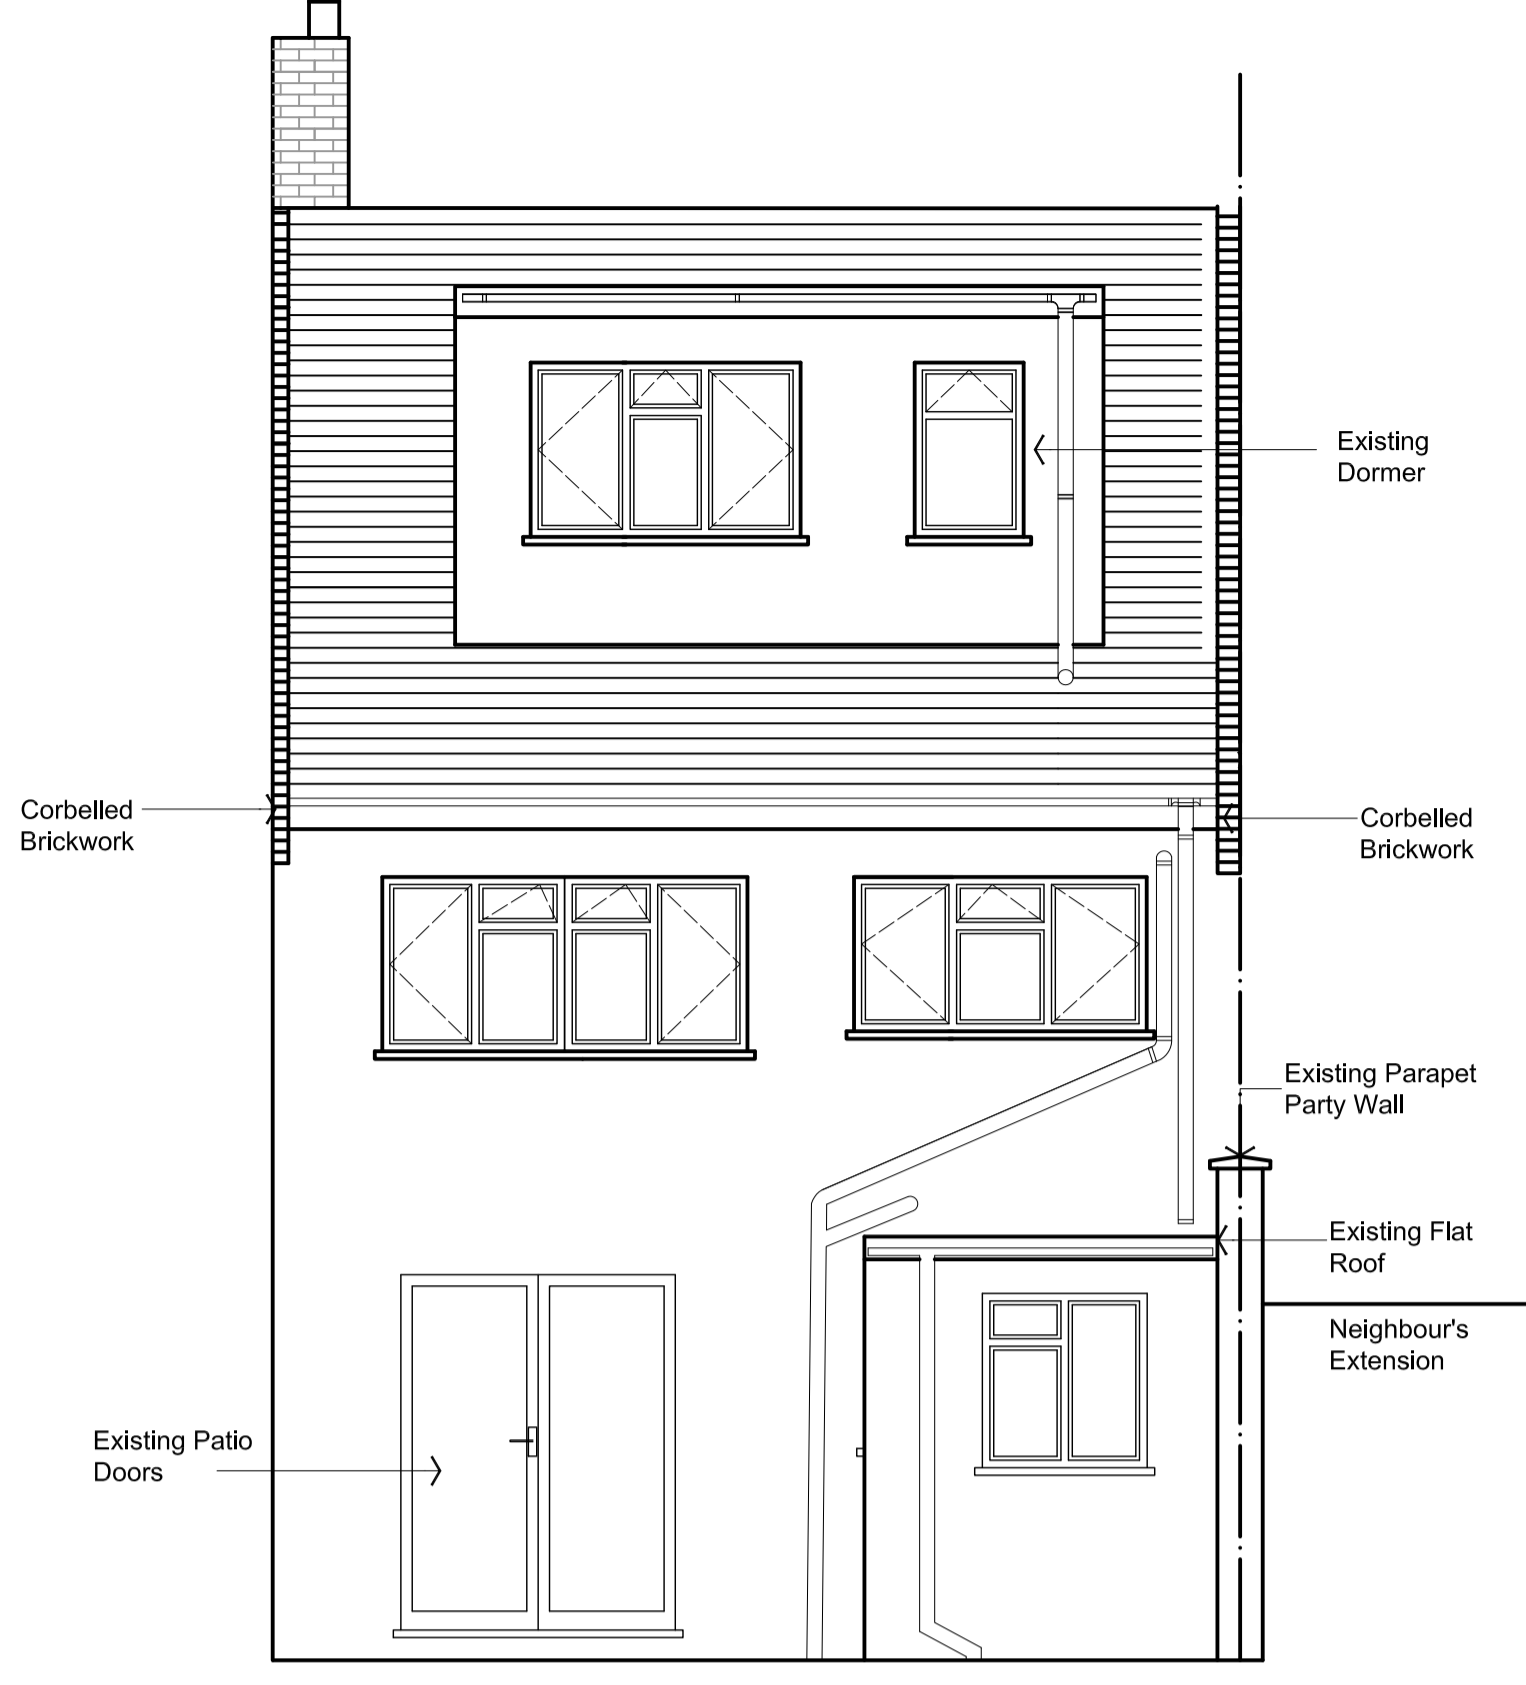 Existing
Dormer
Corbelled
Brickwork
Corbelled
Brickwork
Existing Parapet
Party Wall
Existing Flat
Roof
Neighbour's
Extension
Existing Patio
Doors